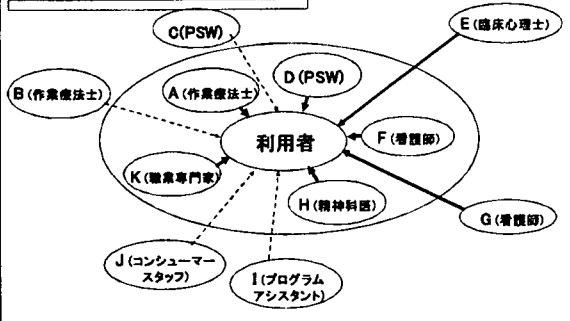 C(PSW)
E(臨床心理士)
D(PSW)
A(作業療法士)
B(作業療法士)
利用者
F(看護師)
K(職業専門家)
H(精神科医)
G(看護師)
J(コンシューマー
スタッフ)
I(プログラム
アシスタント)